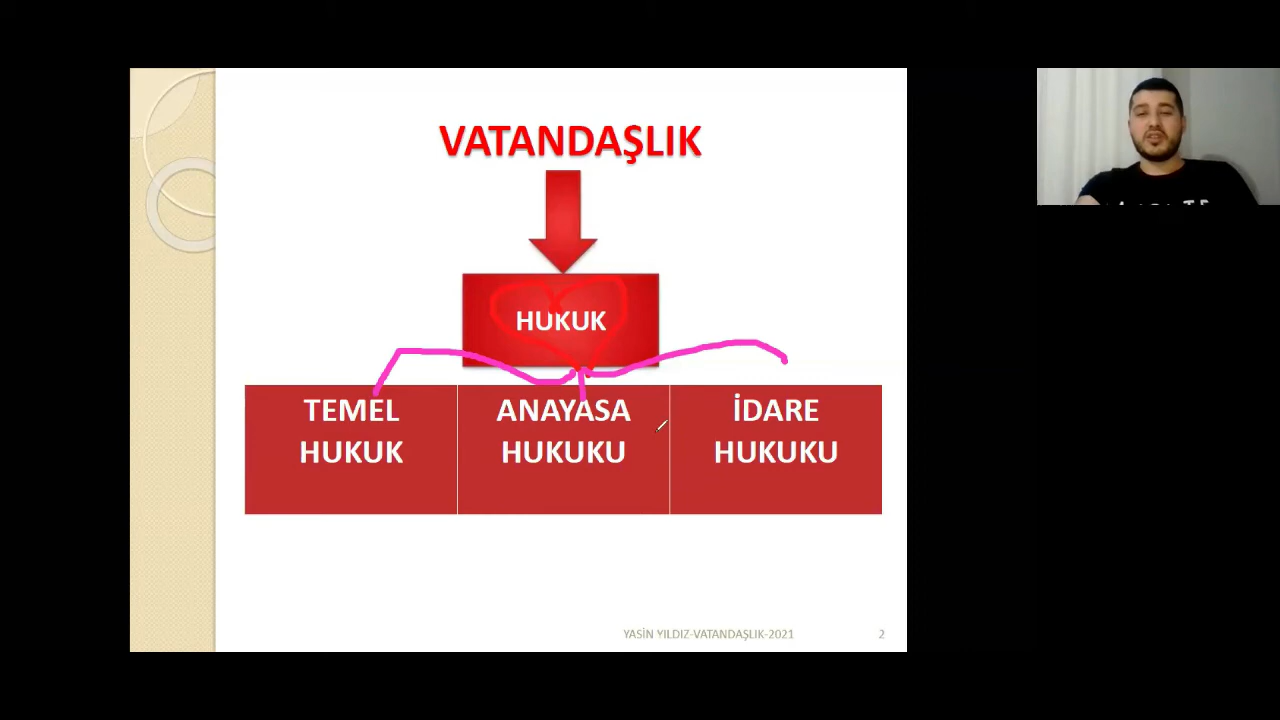 VATANDAŞLIK
HUKUK
TEMEL
HUKUK
ANAYASA
HUKUKU
İDARE
HUKUKU
YASİN YILDIZ-VATANDAŞLIK-2021
2